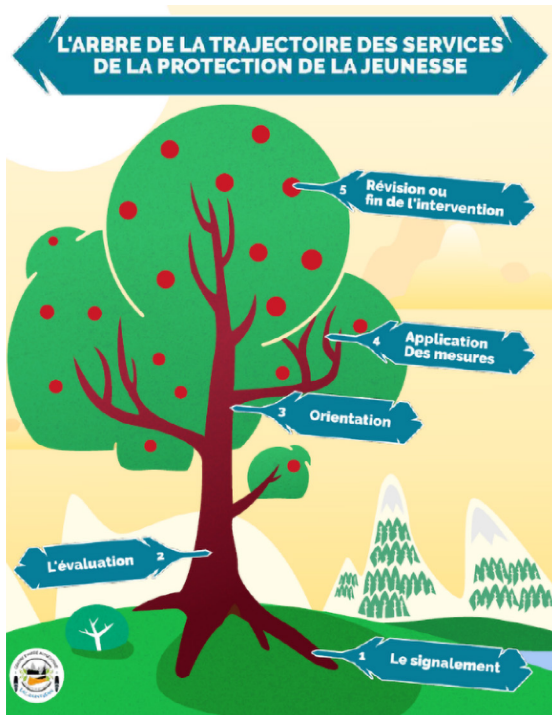 L'ARBRE DE LA TRAJECTOIRE DES SERVICES
DE LA PROTECTION DE LA JEUNESSE
5 Révision ou
fin de l'intervention
4 Application
Des mesures
3 Orientation
L'évaluation 2
1 Le signalement